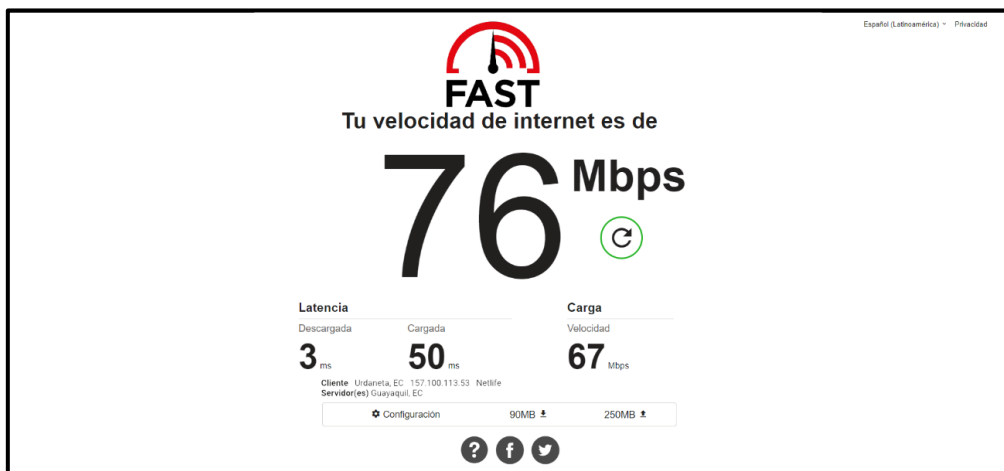 Español (Latinoamérica) Privacidad
FAST
Tu velocidad de internet es de
76 Mbps
Latencia Carga
Descargada Cargada Velocidad
3 ms 50 ms 67 Mbps
Cliente Urdaneta, EC 157.100.113.53 Netlife
Servidor(es) Guayaquil, EC
Configuración 90MB 250MB
?